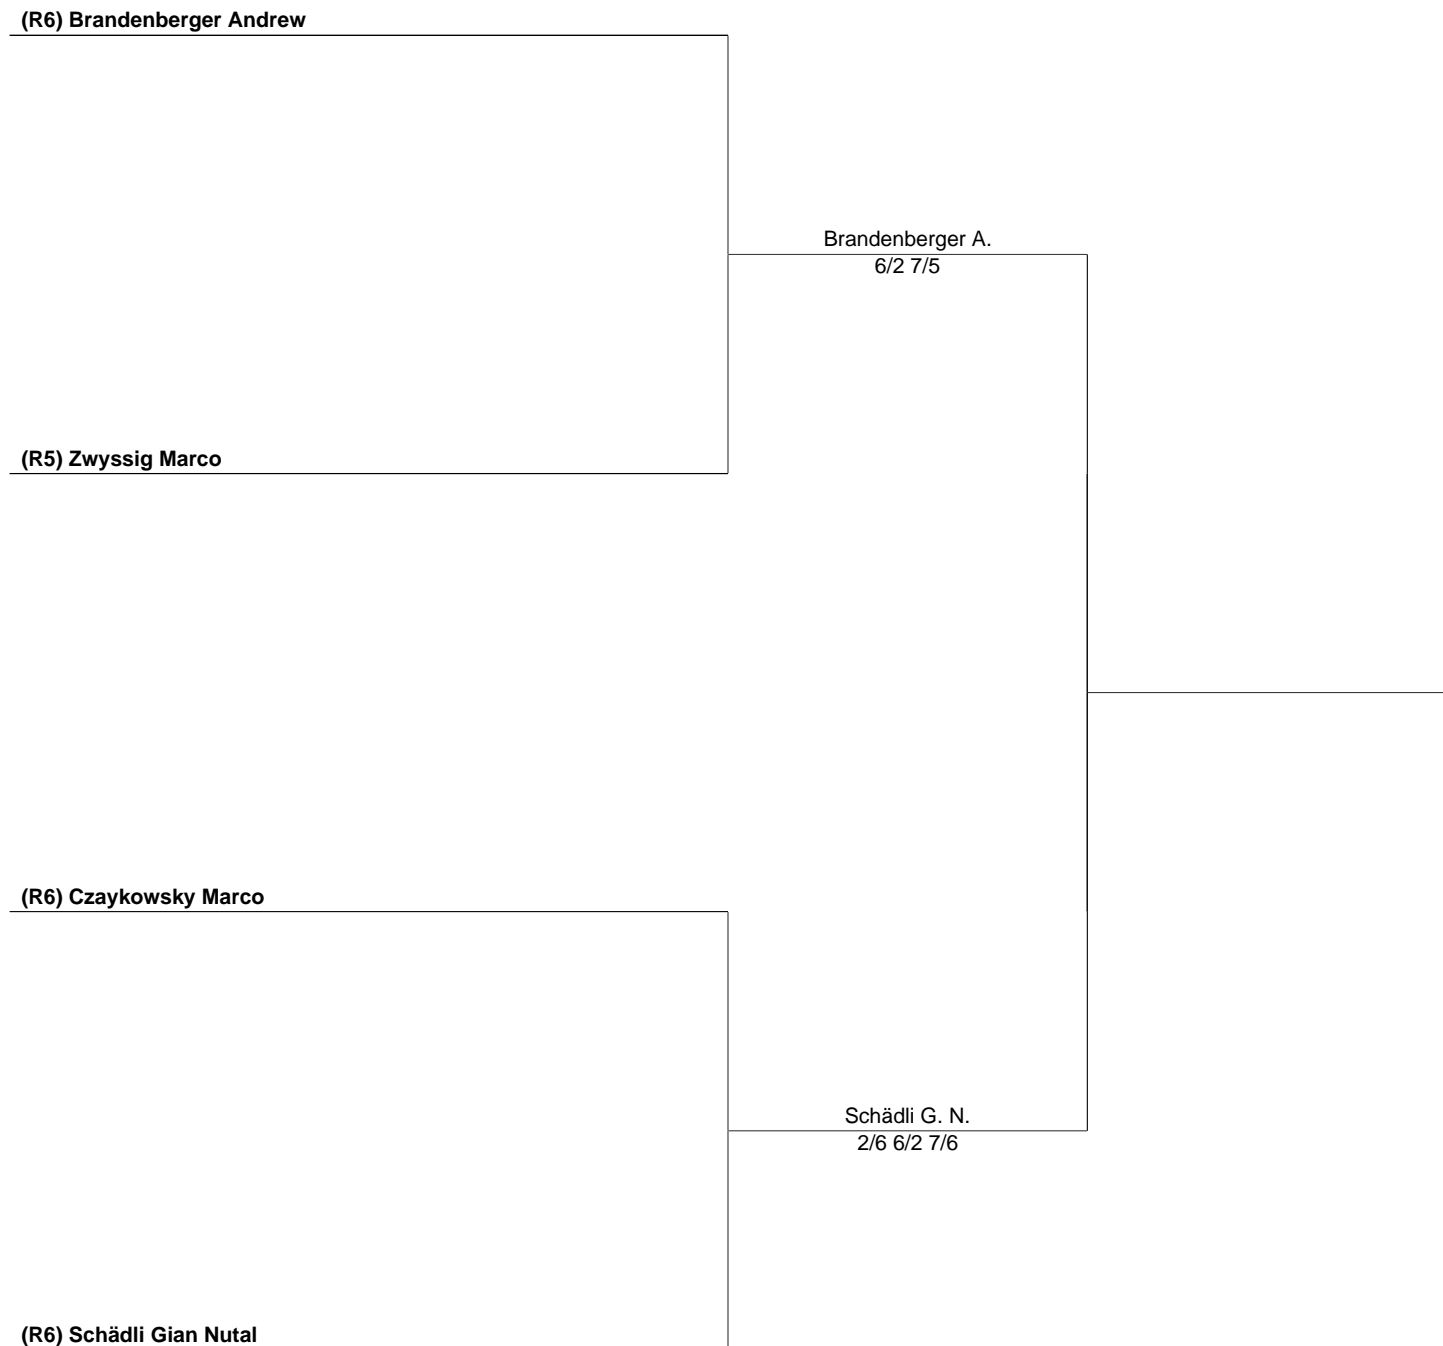 (R6) Brandenberger Andrew
Brandenberger A.
6/2 7/5
(R5) Zwyssig Marco
(R6) Czaykowsky Marco
Schädli G. N.
2/6 6/2 7/6
(R6) Schädli Gian Nutal